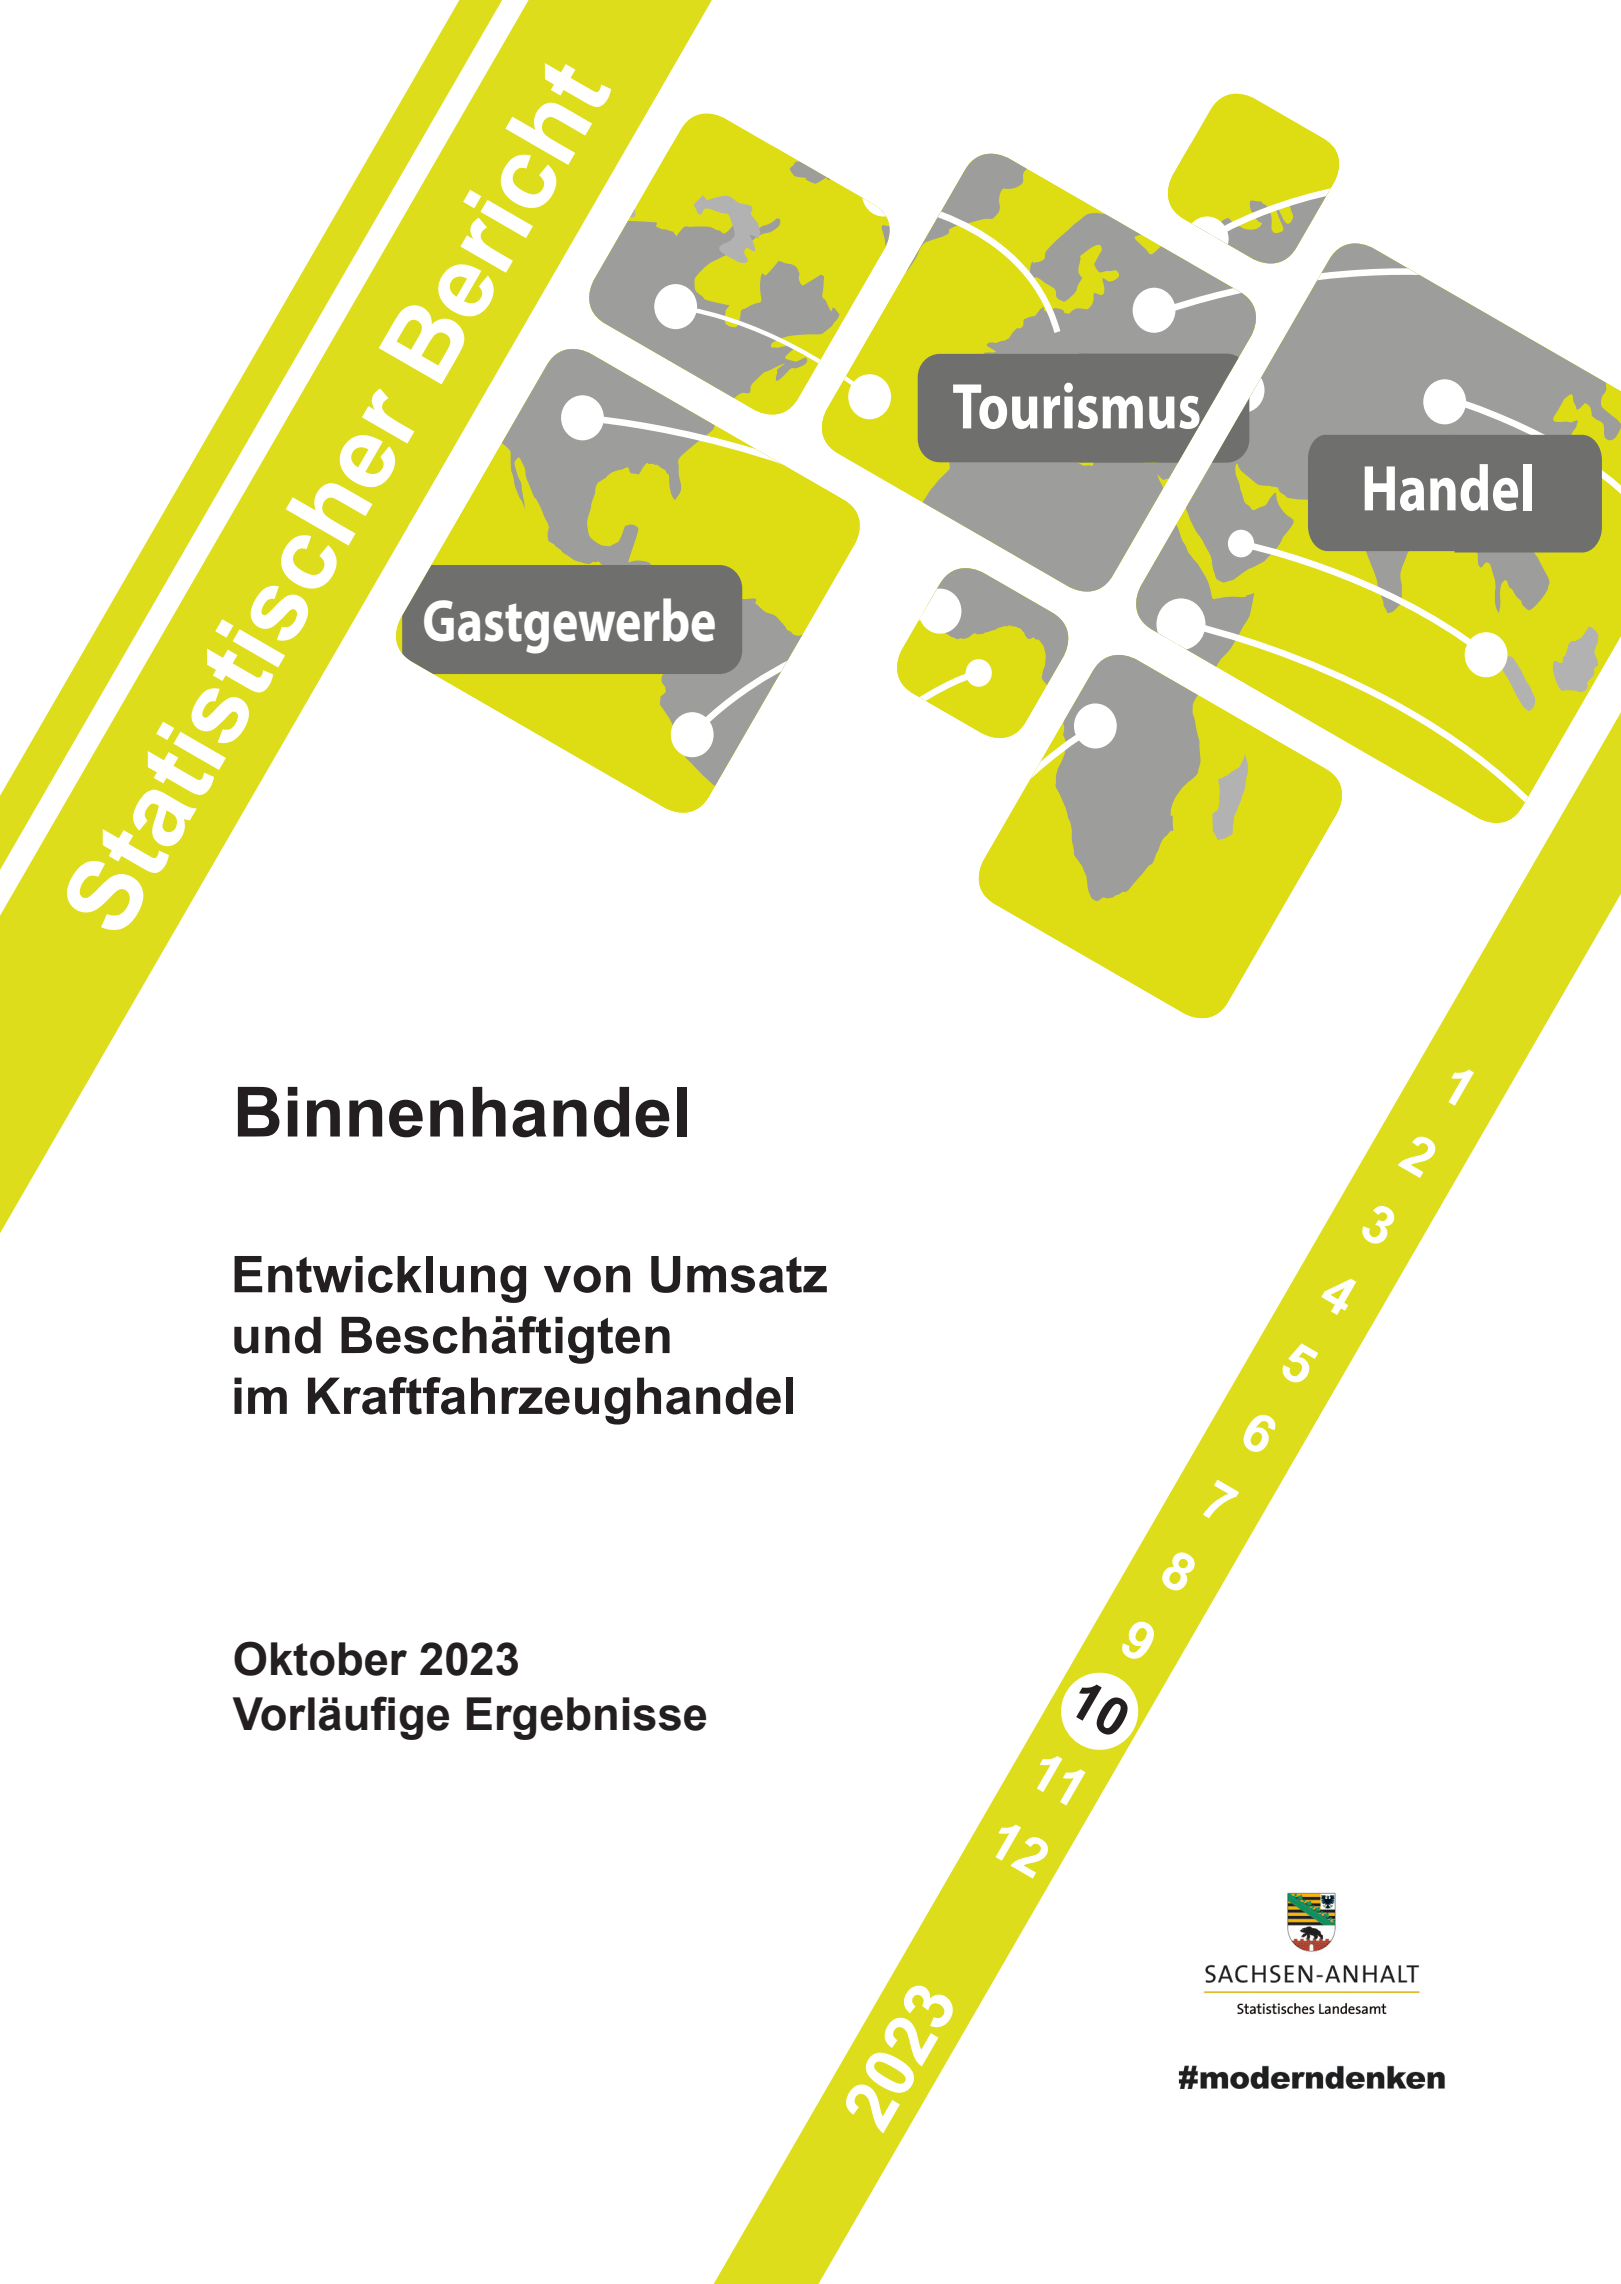 Statistischer Bericht
Tourismus
Handel
Gastgewerbe
Binnenhandel
Entwicklung von Umsatz
und Beschäftigten
im Kraftfahrzeughandel
Oktober 2023
Vorläufige Ergebnisse
1
2
3
4
5
6
7
8
9
10
11
12
2023
SACHSEN-ANHALT
Statistisches Landesamt
#moderndenken